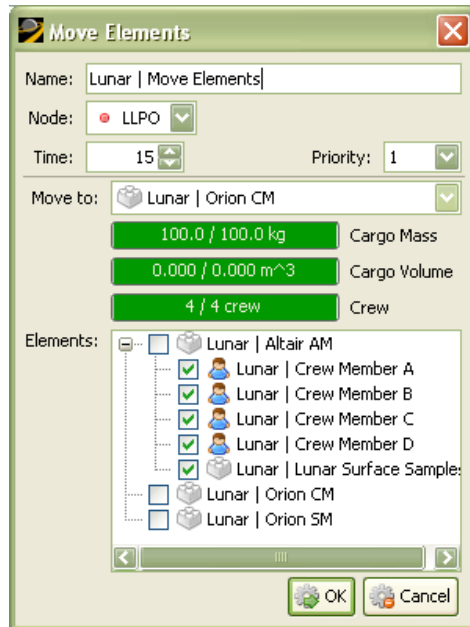 Move Elements
Name: Lunar | Move Elements
Node: LLPO
Time: 15 Priority: 1
Move to: Lunar | Orion CM
100.0 / 100.0 kg Cargo Mass
0.000 / 0.000 m^3 Cargo Volume
4 / 4 crew Crew
Elements: Lunar | Altair AM
Lunar | Crew Member A
Lunar | Crew Member B
Lunar | Crew Member C
Lunar | Crew Member D
Lunar | Lunar Surface Samples
Lunar | Orion CM
Lunar | Orion SM
OK Cancel